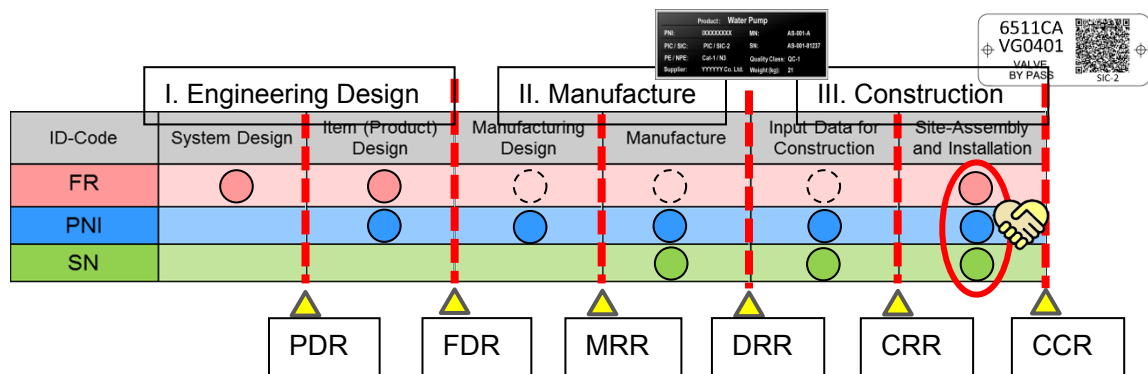 Product: Water Pump
PNI: IXXXXXXXX MN: AS-001-A
PIC / SIC: PIC / SIC-2 SN: AS-001-81237
PE / NPE: Cat-1 / N3 Quality Class: QC-1
Supplier: YYYYYY Co. Ltd. Weight (kg): 21
6511CA
VG0401
VALVE
BY PASS
SIC-2
I. Engineering Design
II. Manufacture
III. Construction
ID-Code
System Design
Item (Product)
Design
Manufacturing
Design
Manufacture
Input Data for
Construction
Site-Assembly
and Installation
FR
PNI
SN
PDR
FDR
MRR
DRR
CRR
CCR